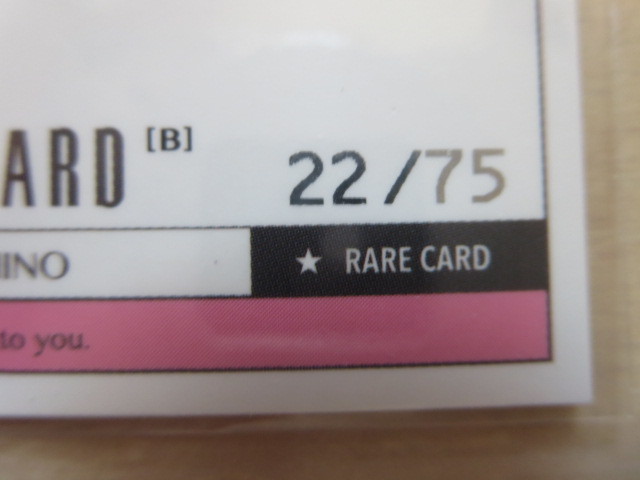 ARD [B] 22/75
INO ★ RARE CARD
to you.